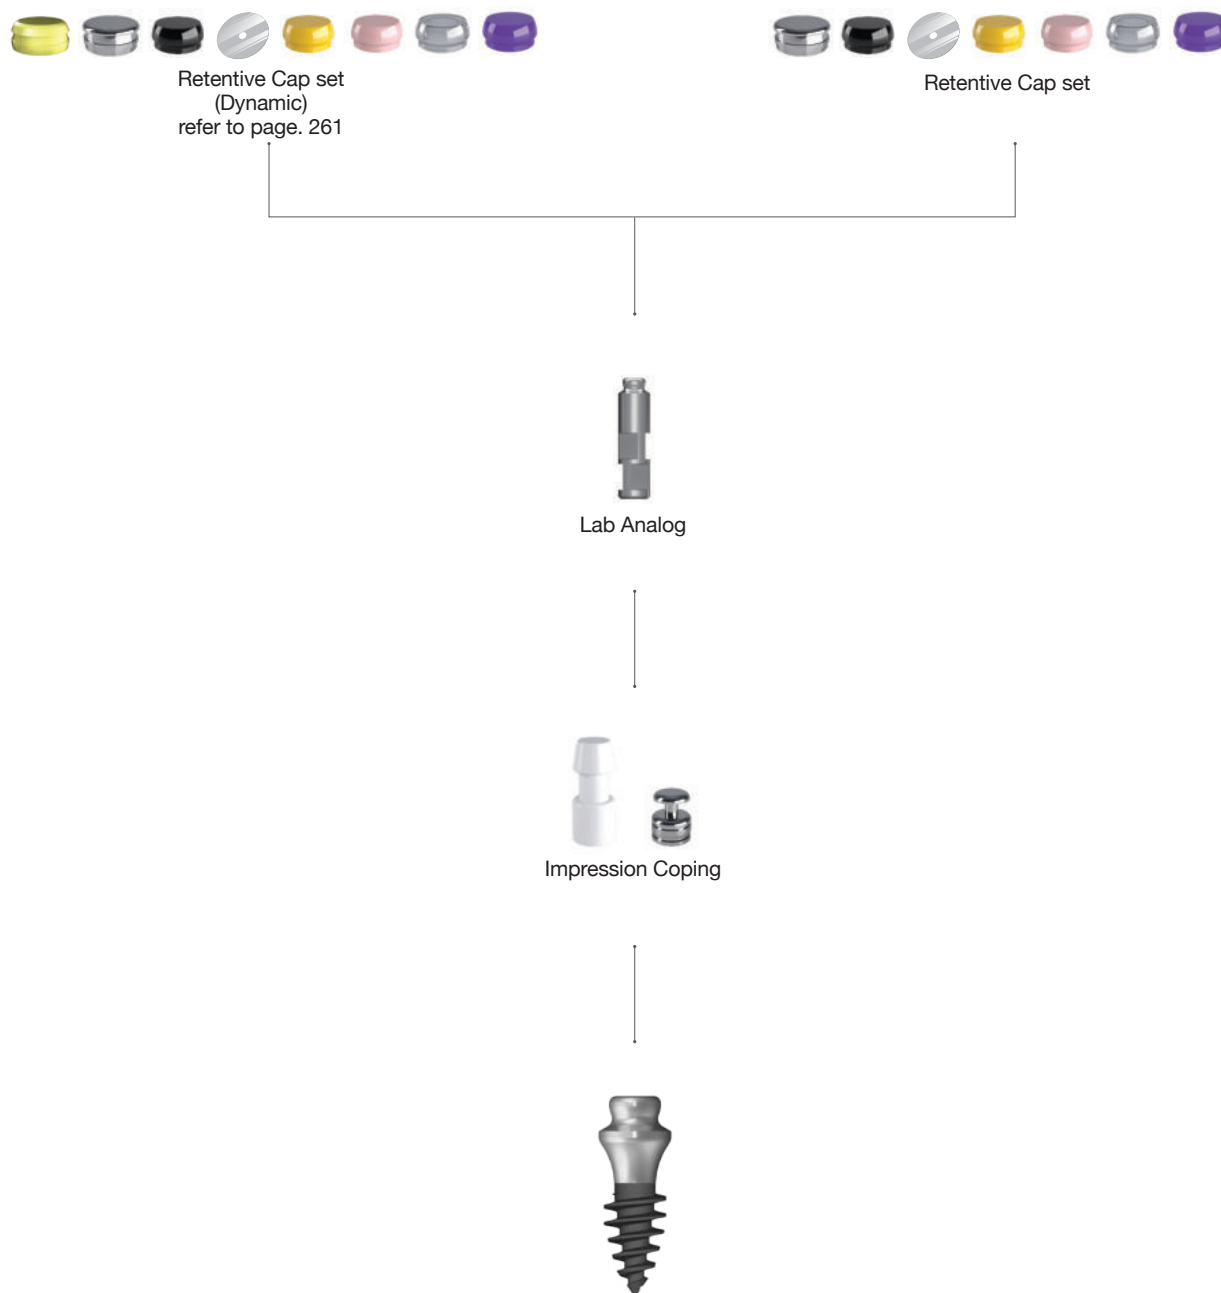 Retentive Cap set
(Dynamic)
refer to page. 261
Retentive Cap set
Lab Analog
Impression Coping